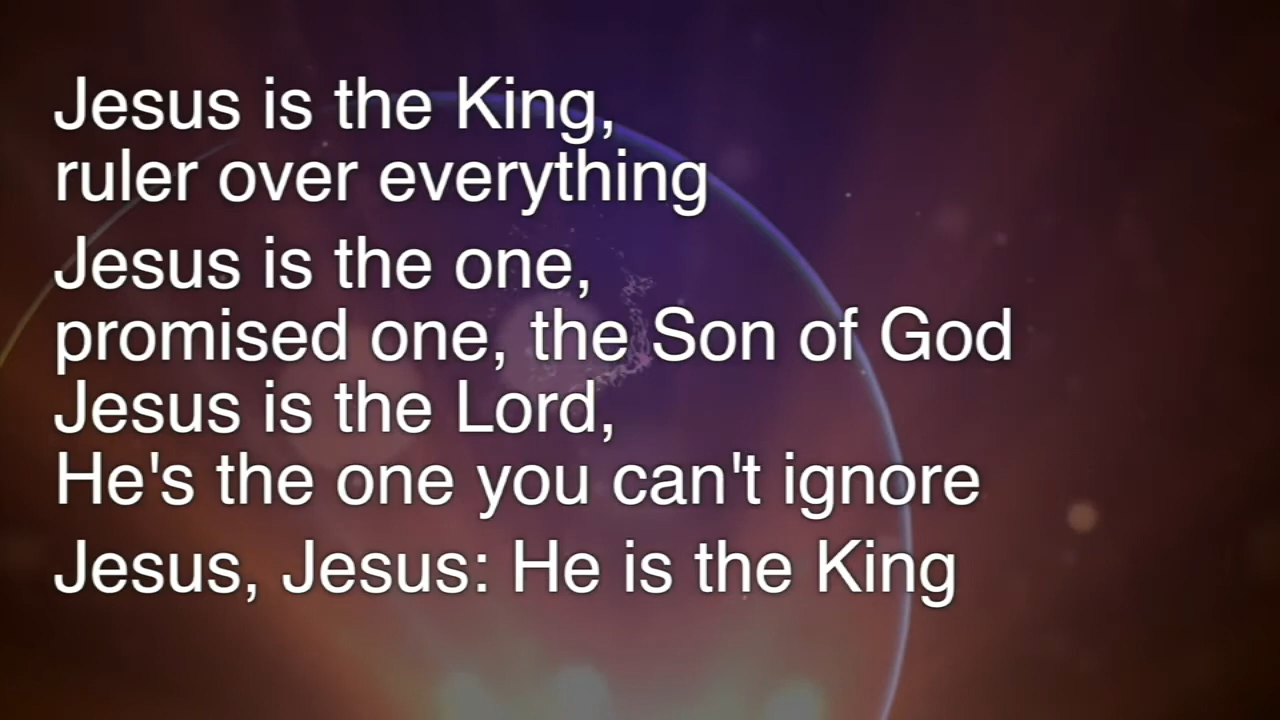 Jesus is the King,
ruler over everything
Jesus is the one,
promised one, the Son of God
Jesus is the Lord,
He's the one you can't ignore
Jesus, Jesus: He is the King